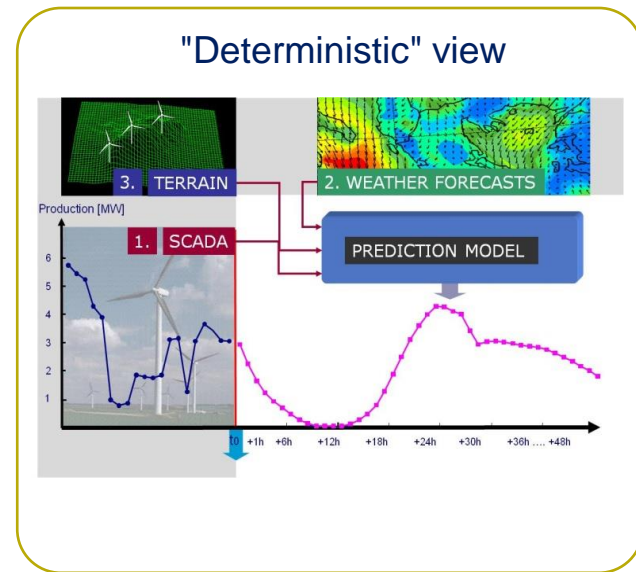 "Deterministic" view
3. TERRAIN
2. WEATHER FORECASTS
Production [MW]
1. SCADA
PREDICTION MODEL
6
5
4
3
2
1
t0 +1h +6h +12h +18h +24h +30h +36h .... +48h